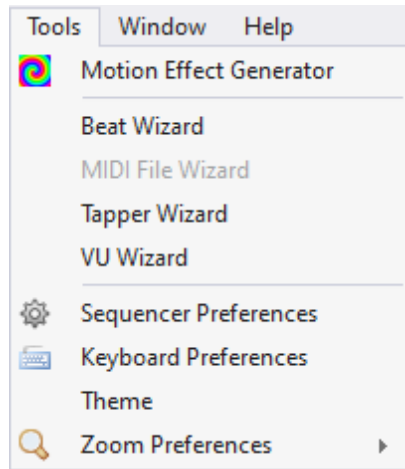 Tools Window Help
Motion Effect Generator
Beat Wizard
MIDI File Wizard
Tapper Wizard
VU Wizard
Sequencer Preferences
Keyboard Preferences
Theme
Zoom Preferences